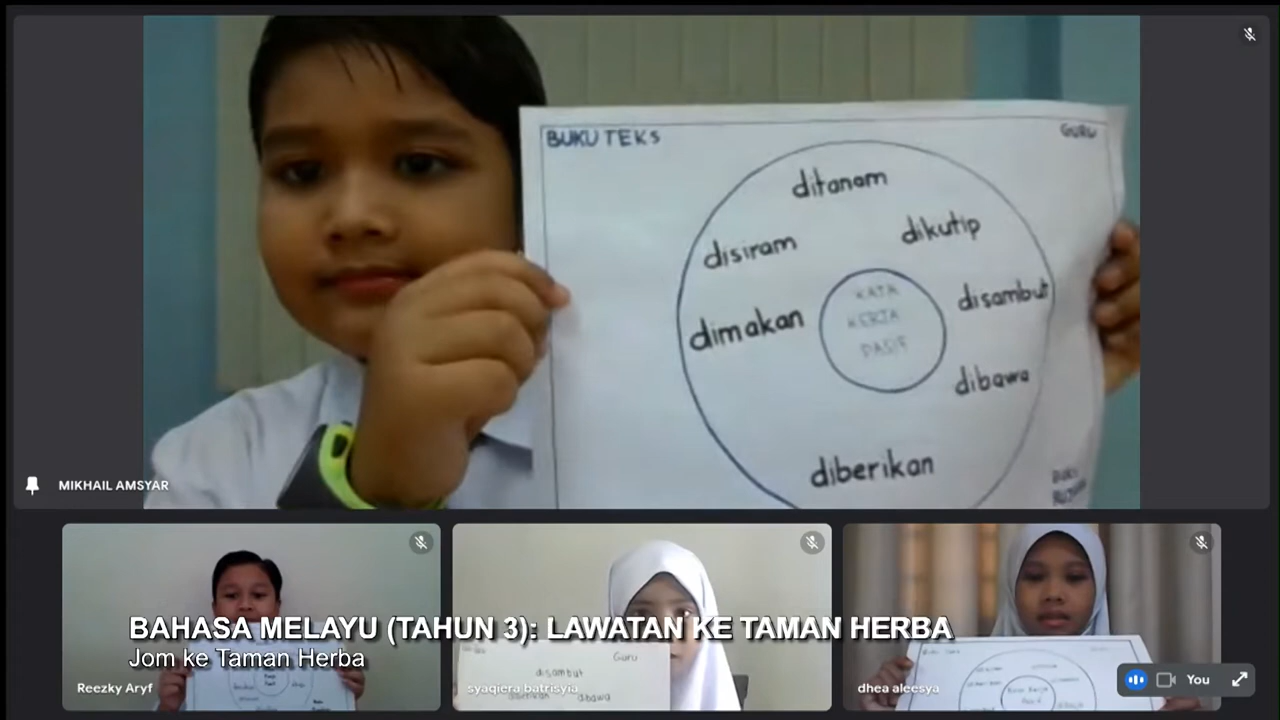 BUKU TEKS
GURU
ditanam
dikutip
disiram
disambut
dimakan
KATA
KERJA
PASIF
dibawa
diberikan
BUKU
MIKHAIL AMSYAR
BAHASA MELAYU (TAHUN 3): LAWATAN KE TAMAN HERBA
Jom ke Taman Herba
Reezky Aryf
Guru
disambut
dibawa
syaqiera batrisyia
dhea aleesya
You